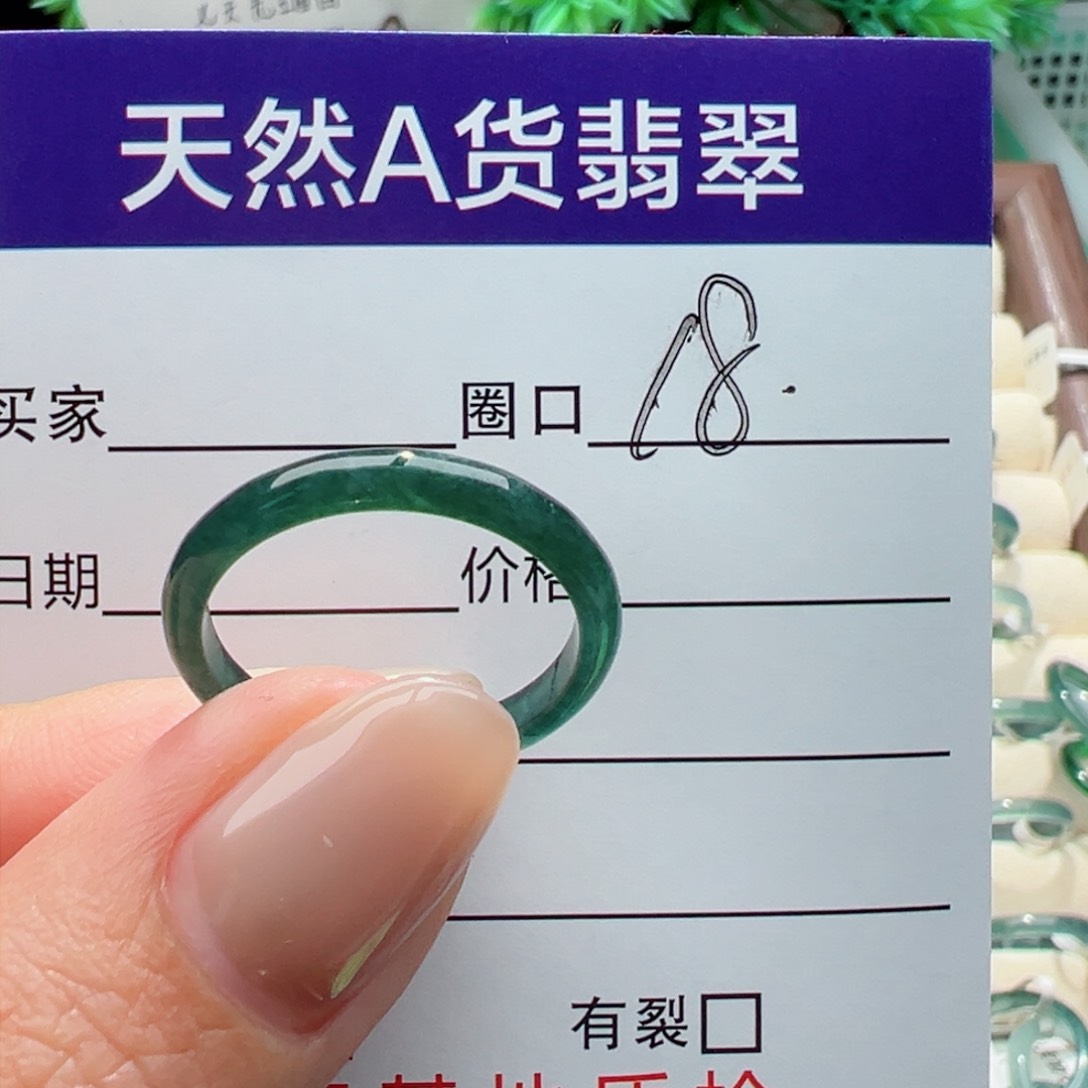 天然A货翡翠
买家 圈口 18.
日期 价格
有裂